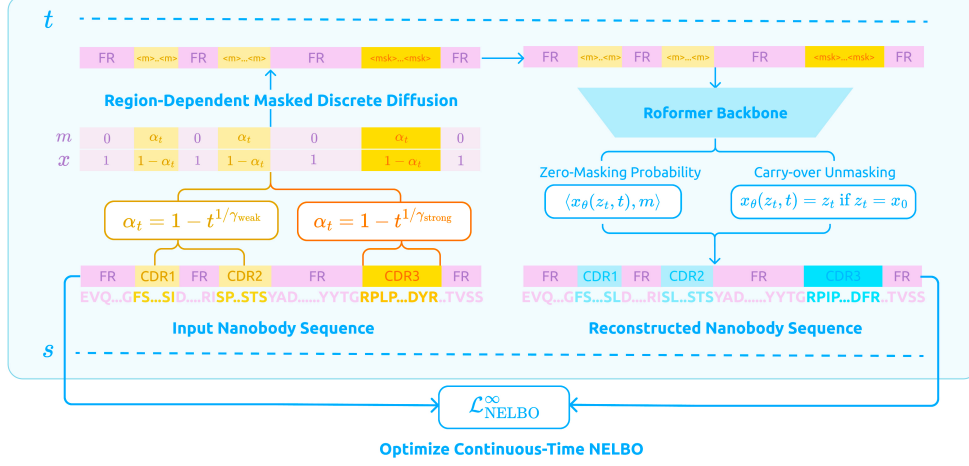 t
FR <m>..<m> FR <m>...<m> FR <msk>...<msk> FR
FR <m>..<m> FR <m>...<m> FR <msk>...<msk> FR
Region-Dependent Masked Discrete Diffusion
Roformer Backbone
m 0 α_t 0 α_t 0 α_t 0
x 1 1 − α_t 1 1 − α_t 1 1 − α_t 1
Zero-Masking Probability
Carry-over Unmasking
⟨x_θ(z_t, t), m⟩
x_θ(z_t, t) = z_t if z_t = x_0
α_t = 1 − t^{1/γ_weak}
α_t = 1 − t^{1/γ_strong}
FR CDR1 FR CDR2 FR CDR3 FR
EVQ...GFS...SID....RISP..STSYAD......YYTGRPLP...DYR..TVSS
Input Nanobody Sequence
FR CDR1 FR CDR2 FR CDR3 FR
EVQ...GFS...SLD....RISL..STSYAD......YYTGRPIP...DFR..TVSS
Reconstructed Nanobody Sequence
s
ℒ^∞_NELBO
Optimize Continuous-Time NELBO